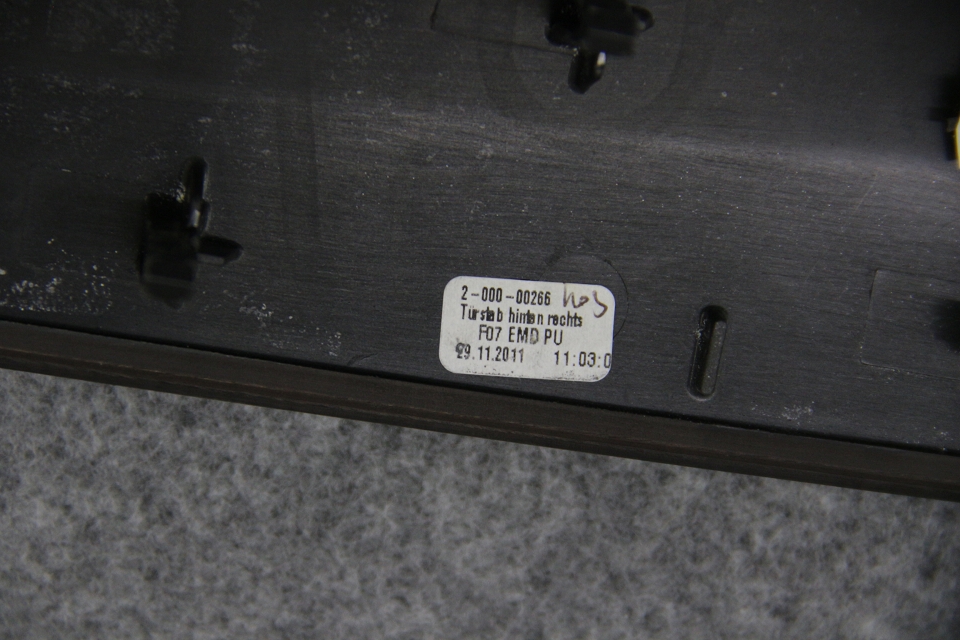 2-000-00266
Türstab hinten rechts
F07 EMD PU
29.11.2011 11:03:0